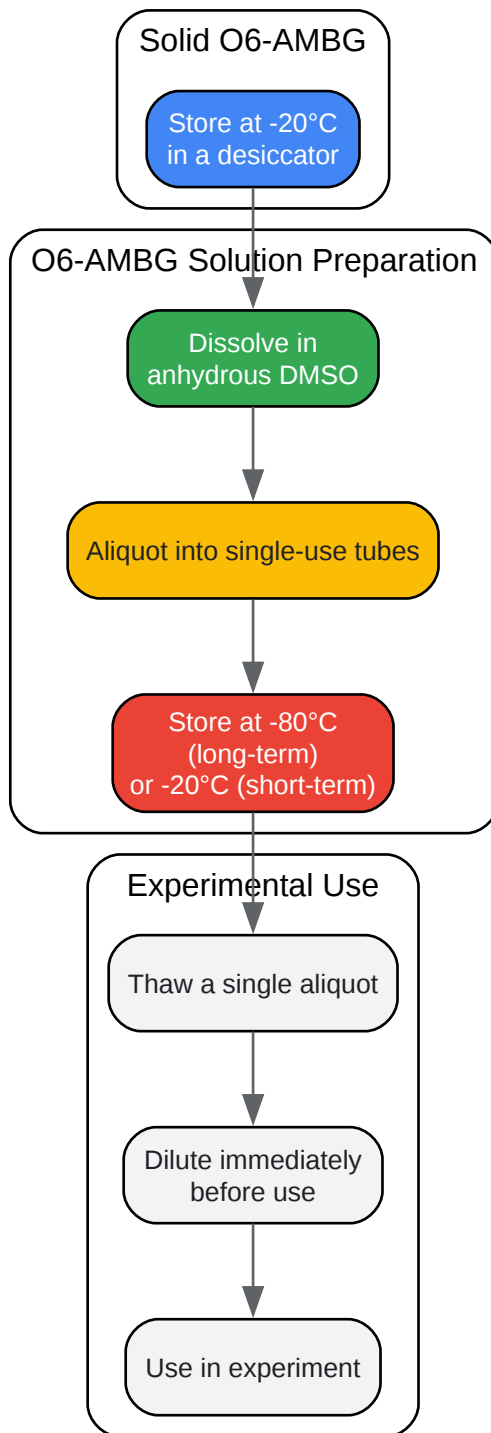 Solid O6-AMBG
Store at -20°C
in a desiccator
O6-AMBG Solution Preparation
Dissolve in
anhydrous DMSO
Aliquot into single-use tubes
Store at -80°C
(long-term)
or -20°C (short-term)
Experimental Use
Thaw a single aliquot
Dilute immediately
before use
Use in experiment